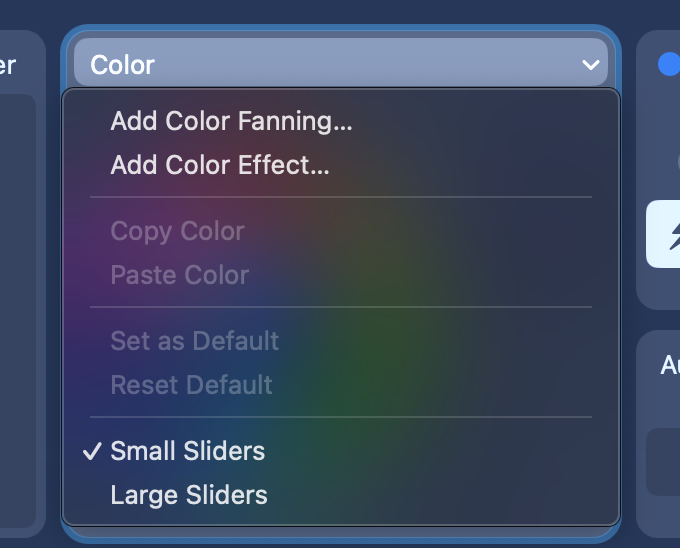 er
Color
Add Color Fanning...
Add Color Effect...
Copy Color
Paste Color
Set as Default
Reset Default
✓ Small Sliders
Large Sliders